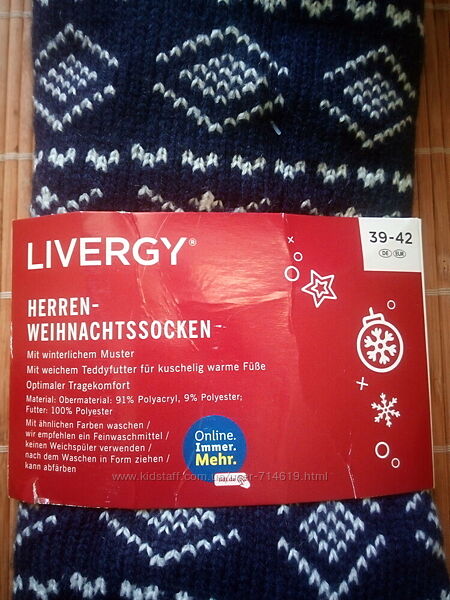 LIVERGY®
39-42
DE EUR
HERREN-
WEIHNACHTSSOCKEN
Mit winterlichem Muster
Mit weichem Teddyfutter für kuschelig warme Füße
Optimaler Tragekomfort
Material: Obermaterial: 91% Polyacryl, 9% Polyester;
Futter: 100% Polyester
Mit ähnlichen Farben waschen /
wir empfehlen ein Feinwaschmittel /
keinen Weichspüler verwenden /
nach dem Waschen in Form ziehen /
kann abfärben
Online.
Immer.
Mehr.